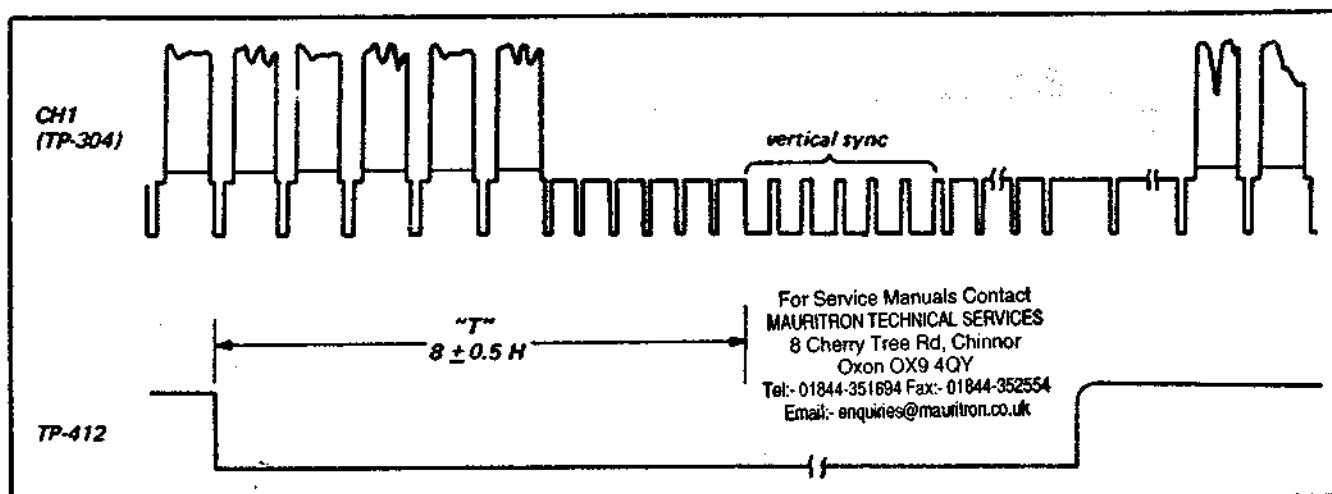 CH1
(TP-304)
vertical sync
"T"
8 ± 0.5 H
For Service Manuals Contact
MAURITRON TECHNICAL SERVICES
8 Cherry Tree Rd, Chinnor
Oxon OX9 4QY
Tel:- 01844-351694 Fax:- 01844-352554
Email:- enquiries@mauritron.co.uk
TP-412